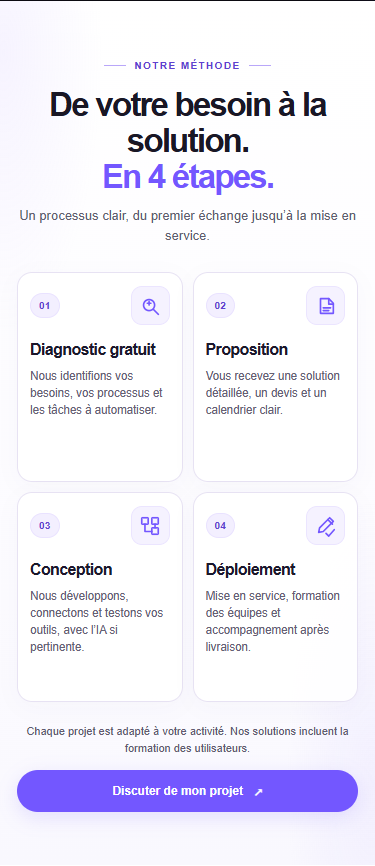 NOTRE MÉTHODE
De votre besoin à la
solution.
En 4 étapes.
Un processus clair, du premier échange jusqu'à la mise en
service.
01
Diagnostic gratuit
Nous identifions vos
besoins, vos processus et
les tâches à automatiser.
02
Proposition
Vous recevez une solution
détaillée, un devis et un
calendrier clair.
03
Conception
Nous développons,
connectons et testons vos
outils, avec l'IA si
pertinente.
04
Déploiement
Mise en service, formation
des équipes et
accompagnement après
livraison.
Chaque projet est adapté à votre activité. Nos solutions incluent la
formation des utilisateurs.
Discuter de mon projet ↗